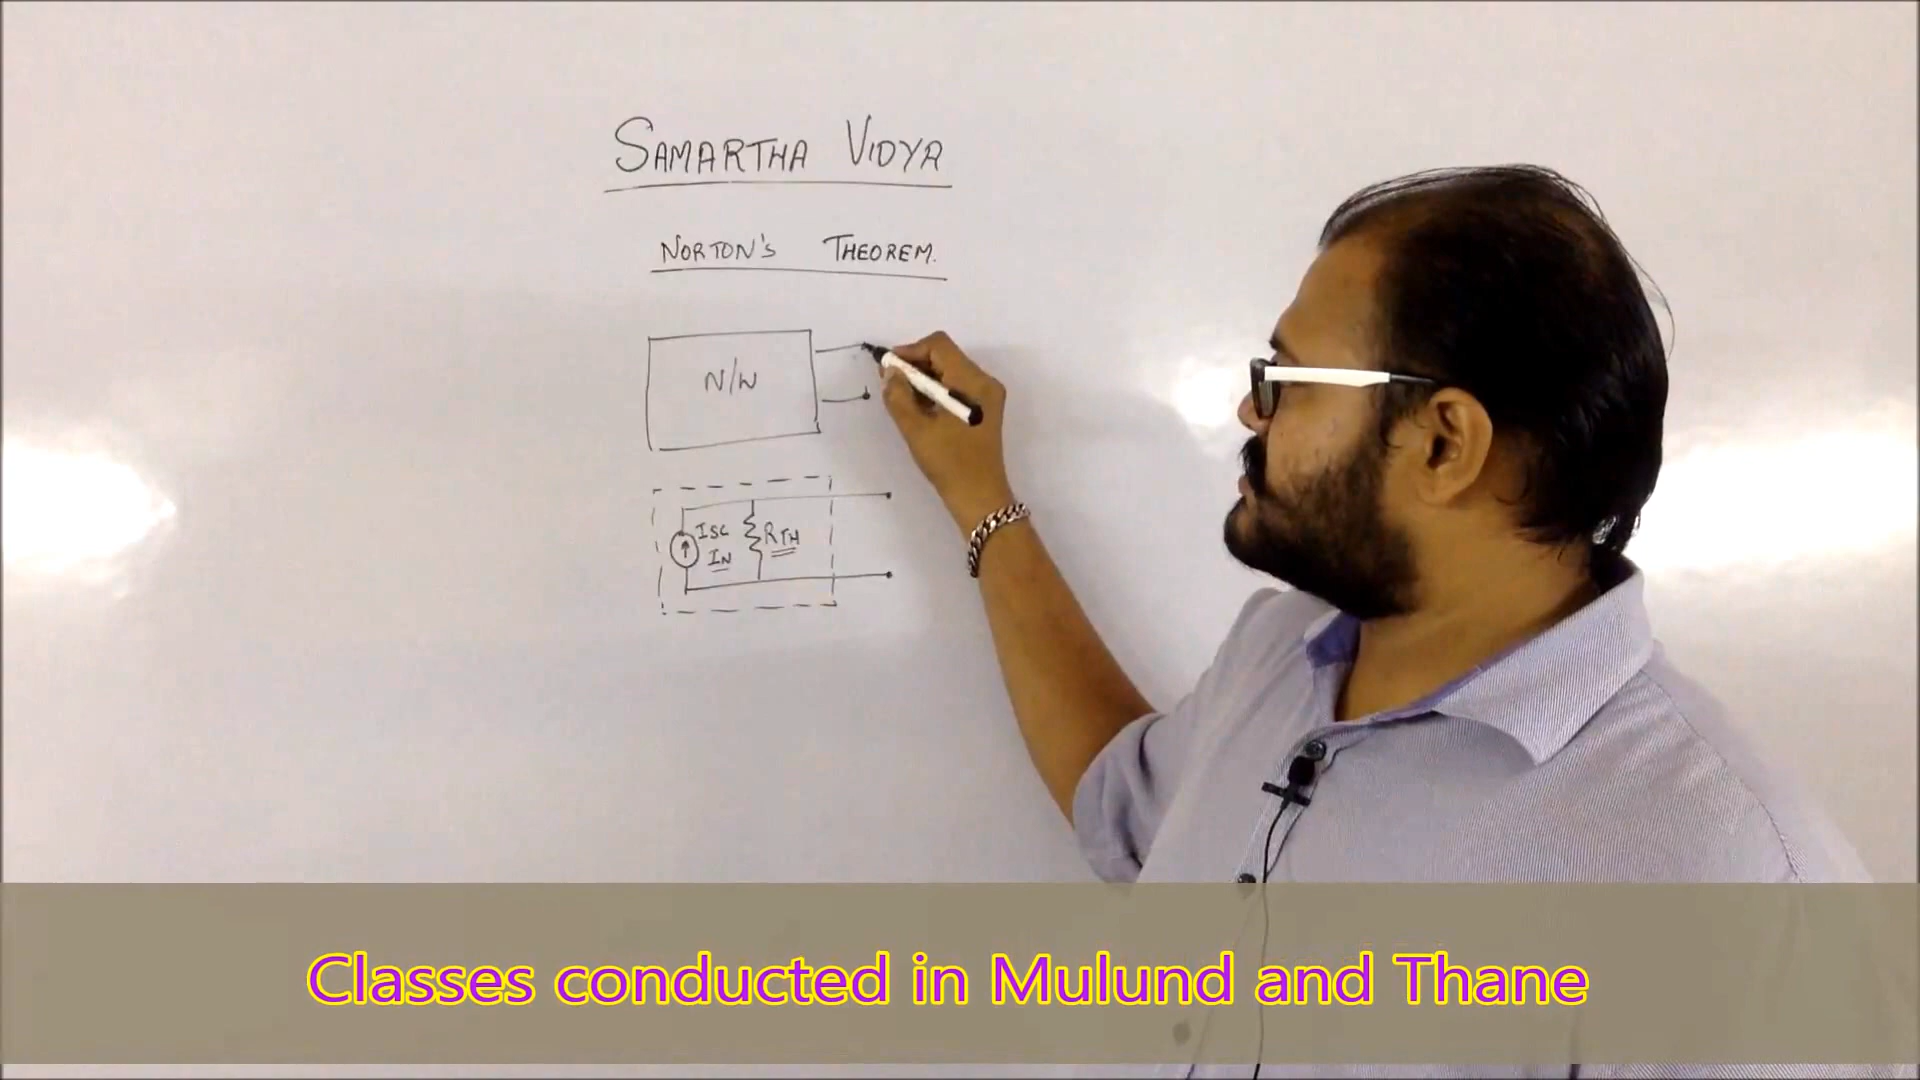 SAMARTHA VIDYA
NORTON'S THEOREM.
N/W
ISC
IN
RTH
Classes conducted in Mulund and Thane